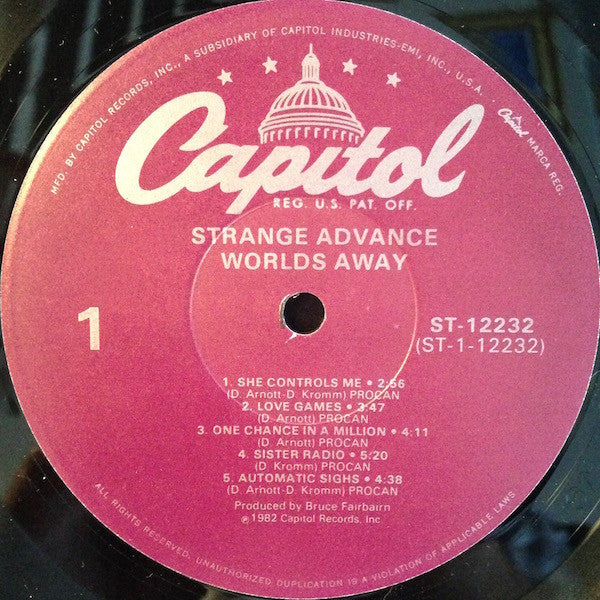 MFD. BY CAPITOL RECORDS, INC., A SUBSIDIARY OF CAPITOL INDUSTRIES-EMI, INC., U.S.A. • Capitol MARCA REG.
Capitol
REG. U.S. PAT. OFF.
STRANGE ADVANCE
WORLDS AWAY
1
ST-12232
(ST-1-12232)
1. SHE CONTROLS ME • 2:56
(D. Arnott-D. Kromm) PROCAN
2. LOVE GAMES • 3:47
(D. Arnott) PROCAN
3. ONE CHANCE IN A MILLION • 4:11
(D. Arnott) PROCAN
4. SISTER RADIO • 5:20
(D. Kromm) PROCAN
5. AUTOMATIC SIGHS • 4:38
(D. Arnott-D. Kromm) PROCAN
Produced by Bruce Fairbairn
℗1982 Capitol Records, Inc
ALL RIGHTS RESERVED. UNAUTHORIZED DUPLICATION IS A VIOLATION OF APPLICABLE LAWS